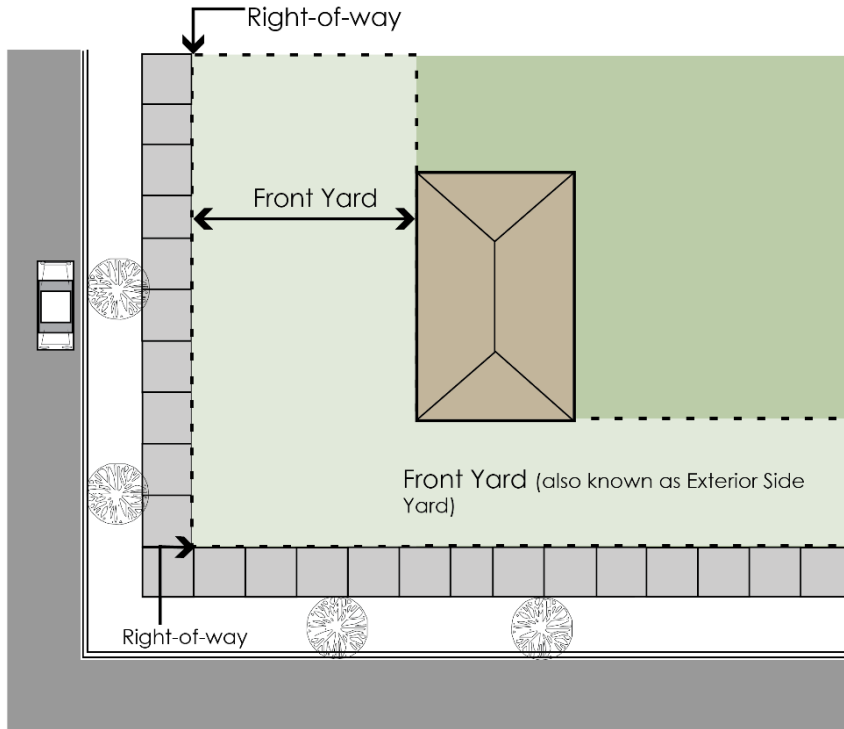 Right-of-way
Front Yard
Front Yard (also known as Exterior Side
Yard)
Right-of-way